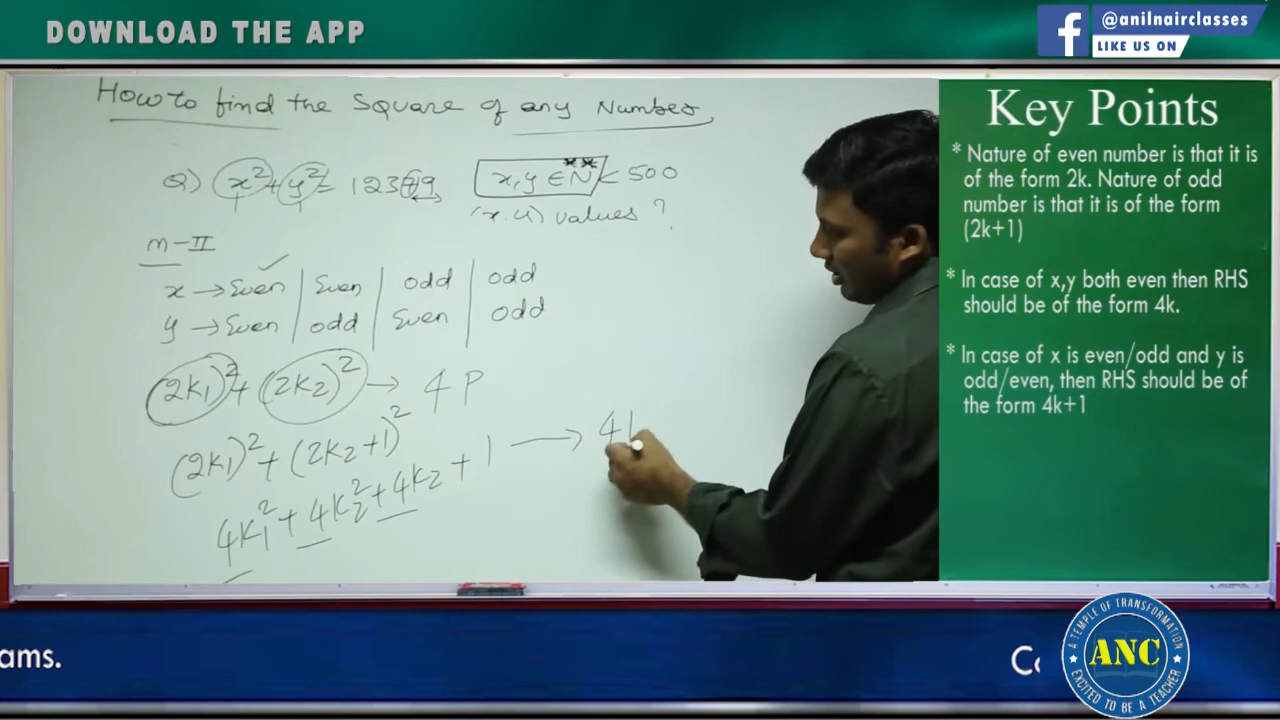 DOWNLOAD THE APP
@anilnairclasses
LIKE US ON
How to find the Square of any Number
Q) x² + y² = 12379 x, y ∈ N < 500
(x, y) values ?
m-II
x → Even | Even | odd | odd
y → Even | odd | Even | odd
(2k₁)² + (2k₂)² → 4P
(2k₁)² + (2k₂+1)²
4k₁² + 4k₂² + 4k₂ + 1 → 4
Key Points
* Nature of even number is that it is
of the form 2k. Nature of odd
number is that it is of the form
(2k+1)
* In case of x,y both even then RHS
should be of the form 4k.
* In case of x is even/odd and y is
odd/even, then RHS should be of
the form 4k+1
ams.
A TEMPLE OF TRANSFORMATION
ANC
EXCITED TO BE A TEACHER